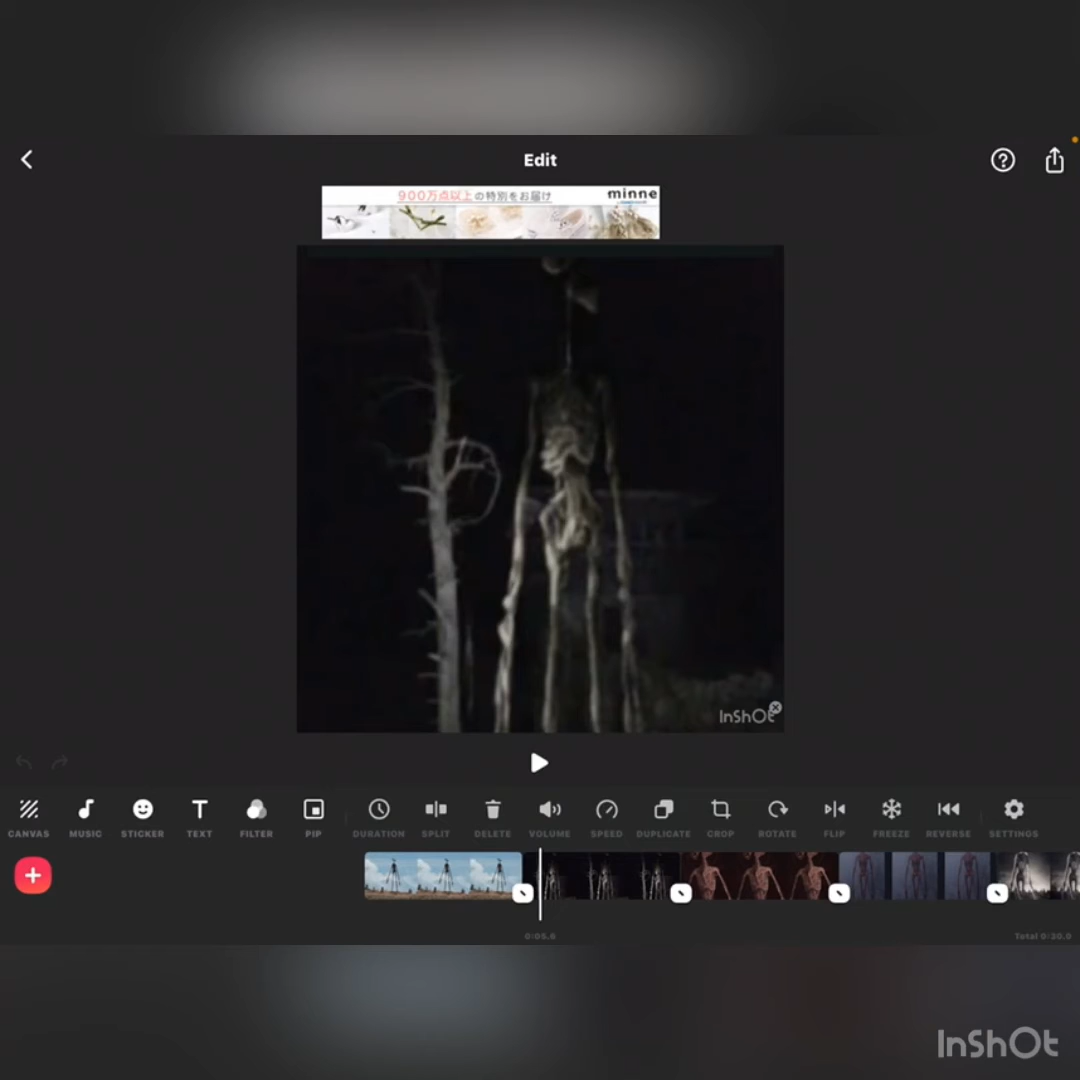 Edit
900万点以上の特別をお届け
minne
InShOt
CANVAS MUSIC STICKER TEXT FILTER PIP DURATION SPLIT DELETE VOLUME SPEED DUPLICATE CROP ROTATE FLIP FREEZE REVERSE SETTINGS
0:05.6
Total 0:30.0
InShOt